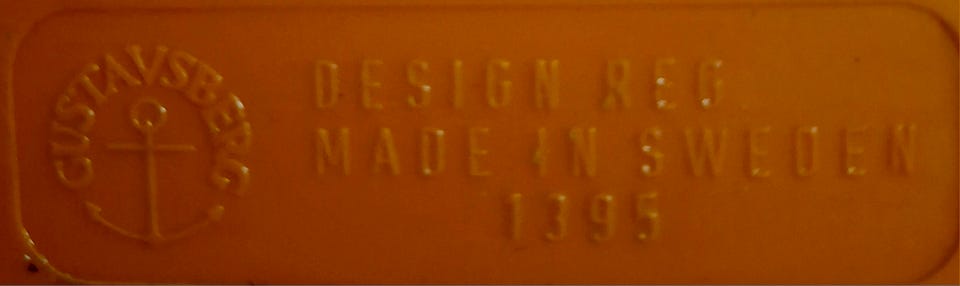 GUSTAVSBERG
DESIGN REG
MADE IN SWEDEN
1395